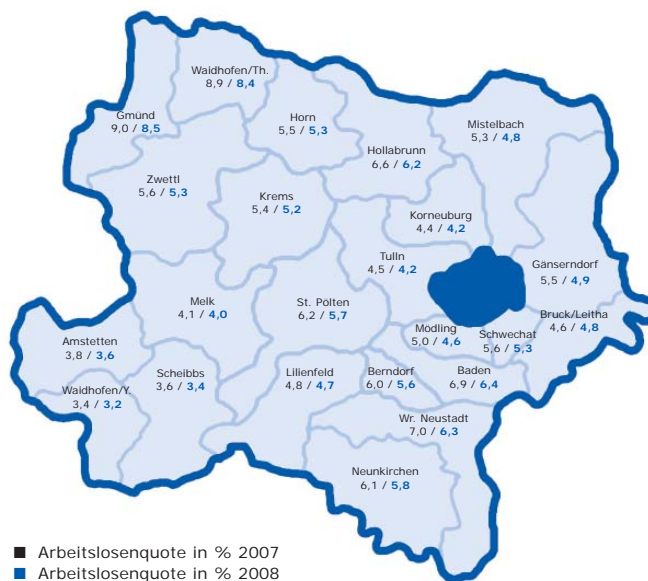 Waidhofen/Th.
8,9 / 8,4
Gmünd
9,0 / 8,5
Horn
5,5 / 5,3
Mistelbach
5,3 / 4,8
Hollabrunn
6,6 / 6,2
Zwettl
5,6 / 5,3
Krems
5,4 / 5,2
Korneuburg
4,4 / 4,2
Tulln
4,5 / 4,2
Gänserndorf
5,5 / 4,9
Melk
4,1 / 4,0
St. Pölten
6,2 / 5,7
Bruck/Leitha
4,6 / 4,8
Mödling
5,0 / 4,6
Schwechat
5,6 / 5,3
Amstetten
3,8 / 3,6
Scheibbs
3,6 / 3,4
Lilienfeld
4,8 / 4,7
Berndorf
6,0 / 5,6
Baden
6,9 / 6,4
Waidhofen/Y.
3,4 / 3,2
Wr. Neustadt
7,0 / 6,3
Neunkirchen
6,1 / 5,8
Arbeitslosenquote in % 2007
Arbeitslosenquote in % 2008